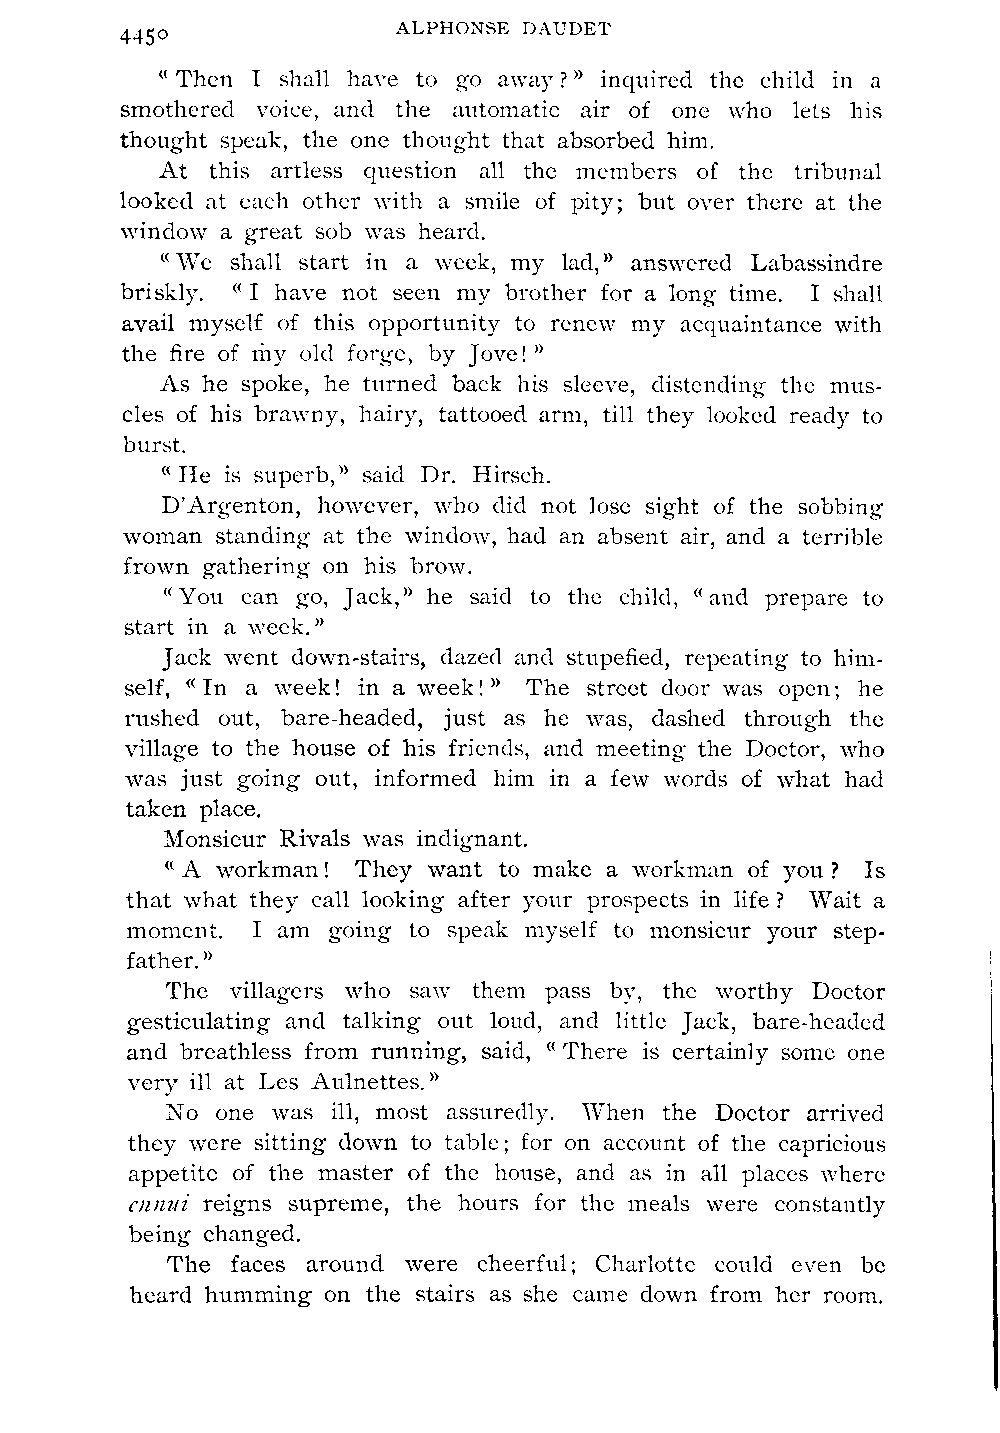 4450
ALPHONSE DAUDET
“Then I shall have to go away?” inquired the child in a
smothered voice, and the automatic air of one who lets his
thought speak, the one thought that absorbed him.
At this artless question all the members of the tribunal
looked at each other with a smile of pity; but over there at the
window a great sob was heard.
“We shall start in a week, my lad,” answered Labassindre
briskly. “I have not seen my brother for a long time. I shall
avail myself of this opportunity to renew my acquaintance with
the fire of my old forge, by Jove!”
As he spoke, he turned back his sleeve, distending the mus-
cles of his brawny, hairy, tattooed arm, till they looked ready to
burst.
“He is superb,” said Dr. Hirsch.
D’Argenton, however, who did not lose sight of the sobbing
woman standing at the window, had an absent air, and a terrible
frown gathering on his brow.
“You can go, Jack,” he said to the child, “and prepare to
start in a week.”
Jack went down-stairs, dazed and stupefied, repeating to him-
self, “In a week! in a week!” The street door was open; he
rushed out, bare-headed, just as he was, dashed through the
village to the house of his friends, and meeting the Doctor, who
was just going out, informed him in a few words of what had
taken place.
Monsieur Rivals was indignant.
“A workman! They want to make a workman of you? Is
that what they call looking after your prospects in life? Wait a
moment. I am going to speak myself to monsieur your step-
father.”
The villagers who saw them pass by, the worthy Doctor
gesticulating and talking out loud, and little Jack, bare-headed
and breathless from running, said, “There is certainly some one
very ill at Les Aulnettes.”
No one was ill, most assuredly. When the Doctor arrived
they were sitting down to table; for on account of the capricious
appetite of the master of the house, and as in all places where
ennui reigns supreme, the hours for the meals were constantly
being changed.
The faces around were cheerful; Charlotte could even be
heard humming on the stairs as she came down from her room.